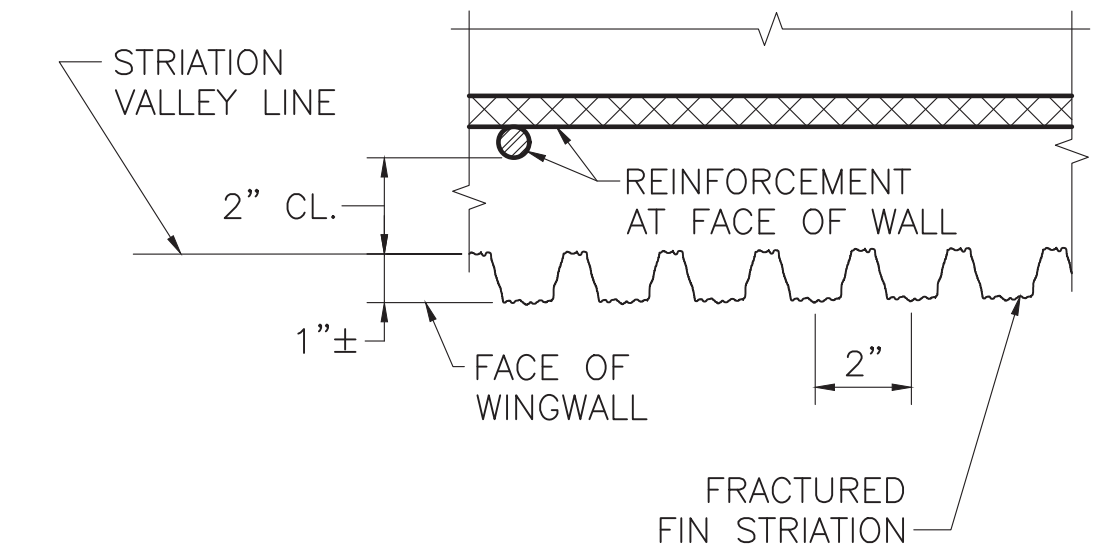 STRIATION
VALLEY LINE
REINFORCEMENT
AT FACE OF WALL
2” CL.
1”±
FACE OF
WINGWALL
2”
FRACTURED
FIN STRIATION